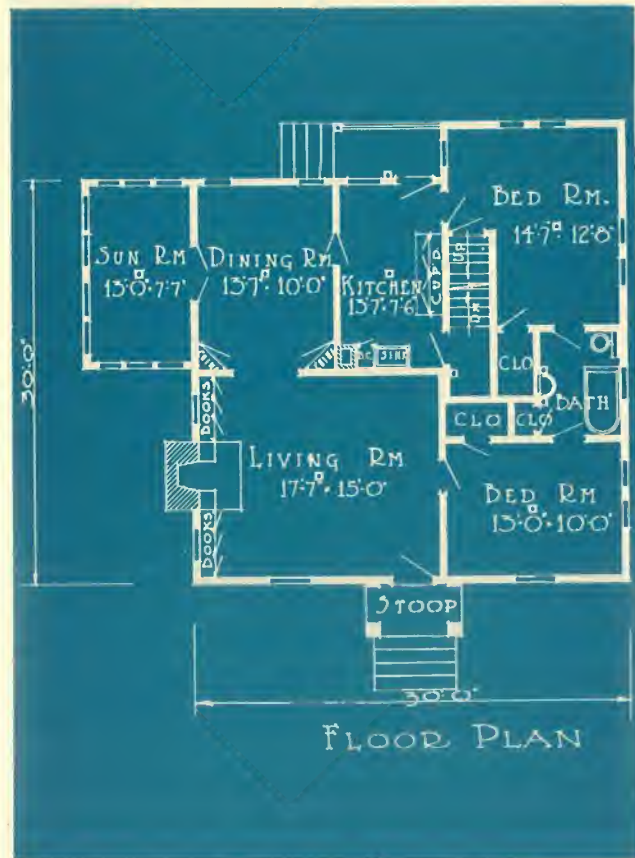 BED RM.
14'-7" · 12'-8"
SUN RM
13'-0" · 7'-7"
DINING RM
13'-7" · 10'-0"
KITCHEN
13'-7" · 7'-6"
UP
SINK
CLO
BATH
CLO
CLO
BOOKS
LIVING RM
17'-7" · 15'-0"
BED RM
13'-0" · 10'-0"
BOOKS
STOOP
30'-0"
30'-0"
FLOOR PLAN